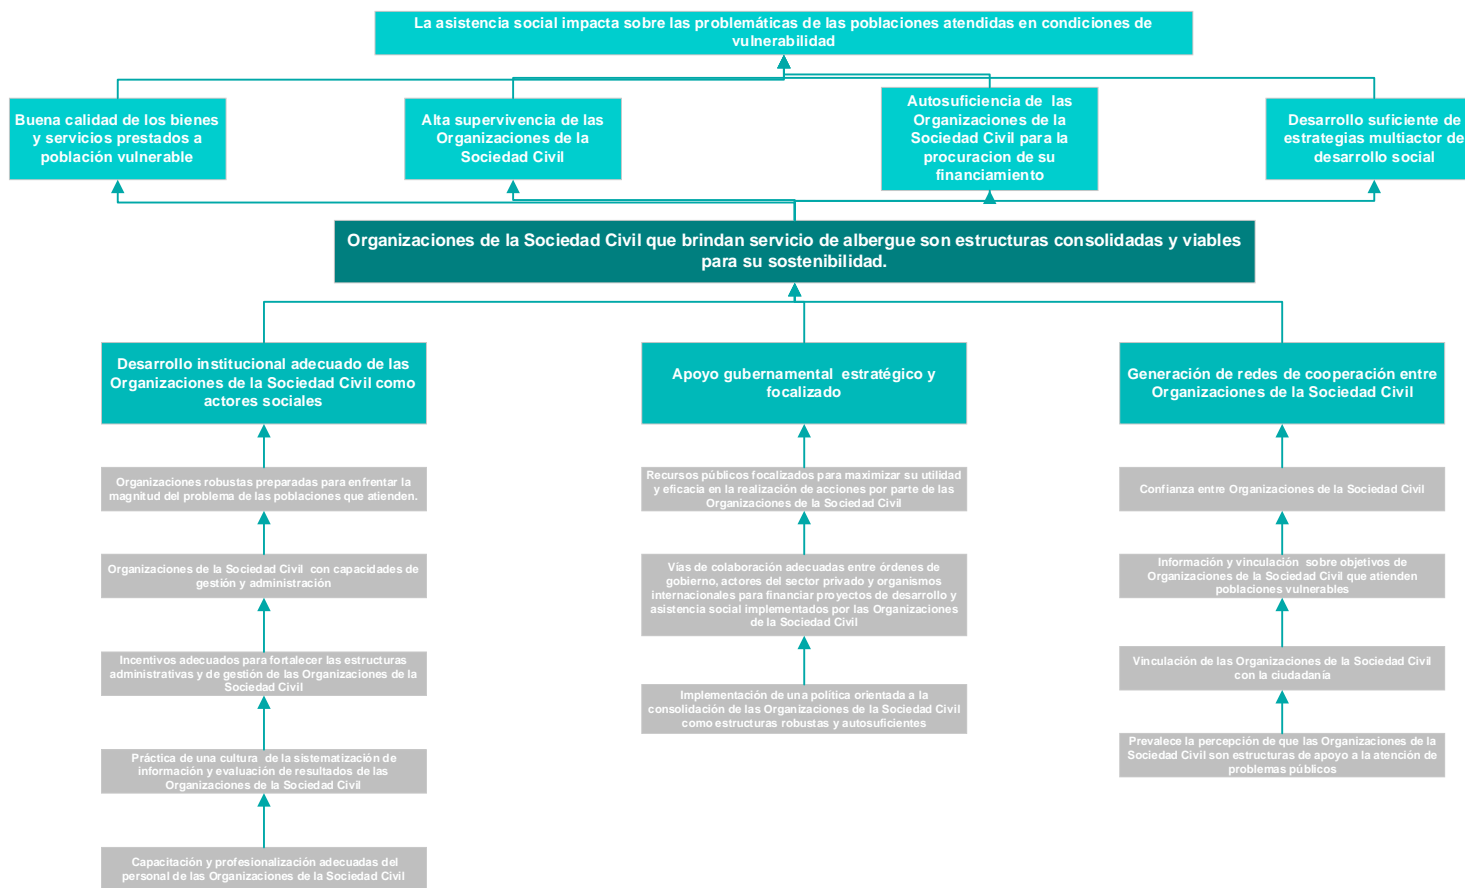 La asistencia social impacta sobre las problemáticas de las poblaciones atendidas en condiciones de
vulnerabilidad
Buena calidad de los bienes
y servicios prestados a
población vulnerable
Alta supervivencia de las
Organizaciones de la
Sociedad Civil
Autosuficiencia de las
Organizaciones de la
Sociedad Civil para la
procuracion de su
financiamiento
Desarrollo suficiente de
estrategias multiactor de
desarrollo social
Organizaciones de la Sociedad Civil que brindan servicio de albergue son estructuras consolidadas y viables
para su sostenibilidad.
Desarrollo institucional adecuado de las
Organizaciones de la Sociedad Civil como
actores sociales
Organizaciones robustas preparadas para enfrentar la
magnitud del problema de las poblaciones que atienden.
Organizaciones de la Sociedad Civil con capacidades de
gestión y administración
Incentivos adecuados para fortalecer las estructuras
administrativas y de gestión de las Organizaciones de la
Sociedad Civil
Práctica de una cultura de la sistematización de
información y evaluación de resultados de las
Organizaciones de la Sociedad Civil
Capacitación y profesionalización adecuadas del
personal de las Organizaciones de la Sociedad Civil
Apoyo gubernamental estratégico y
focalizado
Recursos públicos focalizados para maximizar su utilidad
y eficacia en la realización de acciones por parte de las
Organizaciones de la Sociedad Civil
Vías de colaboración adecuadas entre órdenes de
gobierno, actores del sector privado y organismos
internacionales para financiar proyectos de desarrollo y
asistencia social implementados por las Organizaciones
de la Sociedad Civil
Implementación de una política orientada a la
consolidación de las Organizaciones de la Sociedad Civil
como estructuras robustas y autosuficientes
Generación de redes de cooperación entre
Organizaciones de la Sociedad Civil
Confianza entre Organizaciones de la Sociedad Civil
Información y vinculación sobre objetivos de
Organizaciones de la Sociedad Civil que atienden
poblaciones vulnerables
Vinculación de las Organizaciones de la Sociedad Civil
con la ciudadanía
Prevalece la percepción de que las Organizaciones de la
Sociedad Civil son estructuras de apoyo a la atención de
problemas públicos